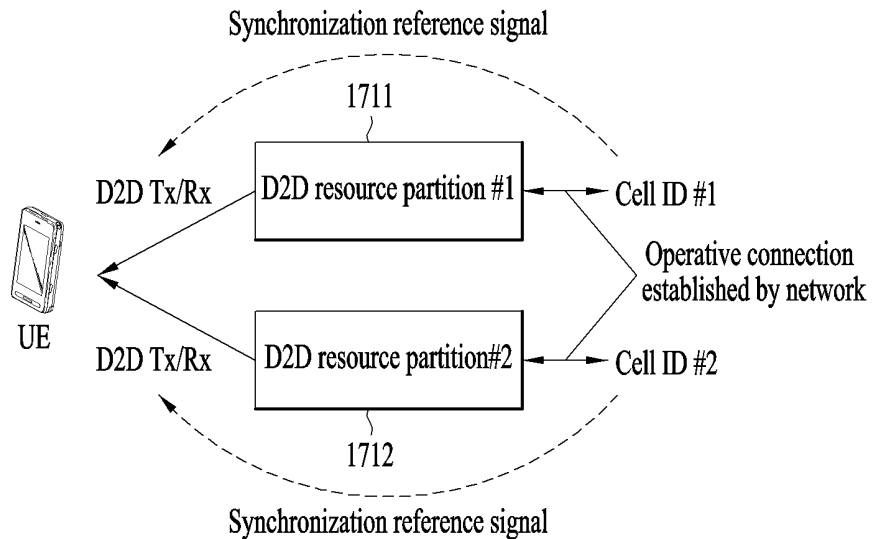 Synchronization reference signal
1711
D2D Tx/Rx
D2D resource partition #1
Cell ID #1
UE
Operative connection
established by network
D2D Tx/Rx
D2D resource partition#2
Cell ID #2
1712
Synchronization reference signal